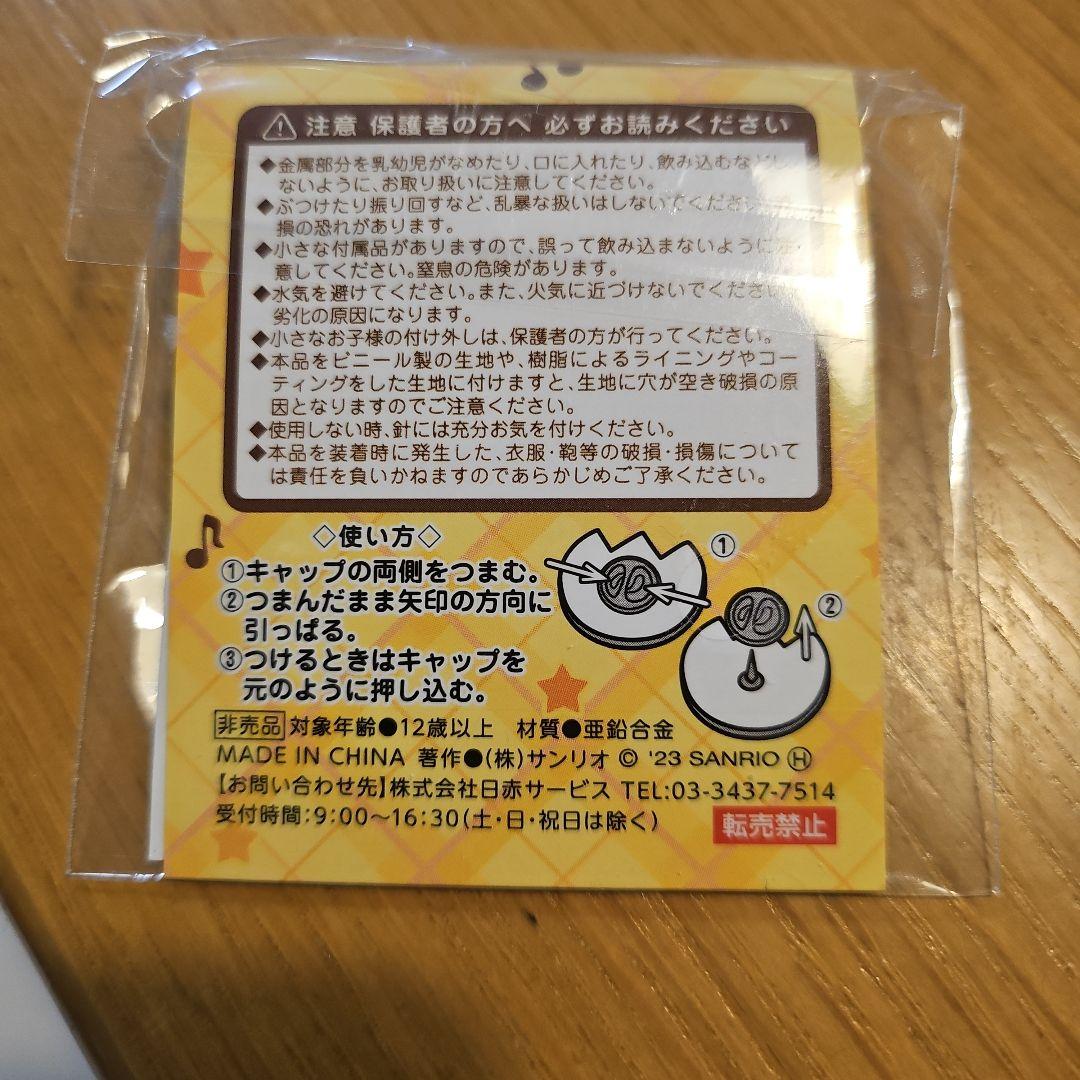 注意 保護者の方へ 必ずお読みください
◆金属部分を乳幼児がなめたり、口に入れたり、飲み込むなどし
ないように、お取り扱いに注意してください。
◆ぶつけたり振り回すなど、乱暴な扱いはしないでください
損の恐れがあります。
◆小さな付属品がありますので、誤って飲み込まないように注
意してください。窒息の危険があります。
◆水気を避けてください。また、火気に近づけないでください
劣化の原因になります。
◆小さなお子様の付け外しは、保護者の方が行ってください。
◆本品をビニール製の生地や、樹脂によるライニングやコー
ティングをした生地に付けますと、生地に穴が空き破損の原
因となりますのでご注意ください。
◆使用しない時、針には充分お気を付けください。
◆本品を装着時に発生した、衣服・鞄等の破損・損傷について
は責任を負いかねますのであらかじめご了承ください。
◇使い方◇
①キャップの両側をつまむ。
②つまんだまま矢印の方向に
引っぱる。
③つけるときはキャップを
元のように押し込む。
①
②
非売品 対象年齢●12歳以上 材質●亜鉛合金
MADE IN CHINA 著作●(株)サンリオ © '23 SANRIO Ⓗ
【お問い合わせ先】株式会社日赤サービス TEL:03-3437-7514
受付時間:9:00〜16:30(土・日・祝日は除く)
転売禁止